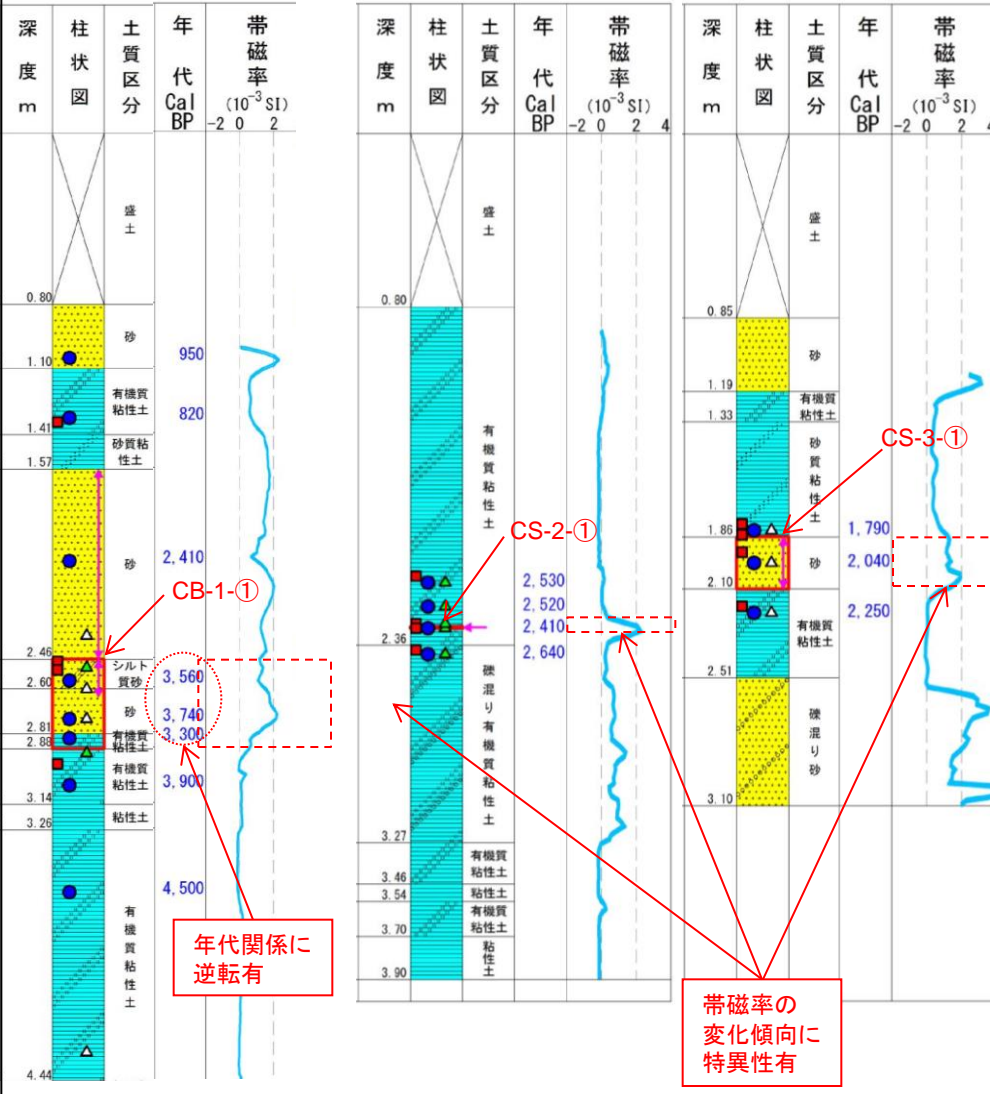 深度 m
柱状図
土質区分
年代 Cal BP
帯磁率
(10⁻³ SI)
-2 0 2
盛土
0.80
砂
950
1.10
有機質
粘性土
820
1.41
砂質粘
性土
1.57
砂
2,410
CB-1-①
2.46
シルト
質砂
3,560
2.60
砂
3,740
2.81
有機質
粘性土
3,300
2.88
有機質
粘性土
3,900
3.14
粘性土
3.26
4,500
有機質粘性土
4.44
年代関係に
逆転有
深度 m
柱状図
土質区分
年代 Cal BP
帯磁率
(10⁻³ SI)
-2 0 2 4
盛土
0.80
有機質粘性土
CS-2-①
2,530
2,520
2,410
2.36
2,640
礫混り有機質粘性土
3.27
有機質
粘性土
3.46
粘性土
3.54
有機質
粘性土
3.70
粘性土
3.90
深度 m
柱状図
土質区分
年代 Cal BP
帯磁率
(10⁻³ SI)
-2 0 2 4
盛土
0.85
砂
1.19
有機質
粘性土
1.33
砂質粘性土
CS-3-①
1,790
1.86
砂
2,040
2.10
2,250
有機質
粘性土
2.51
礫混り砂
3.10
帯磁率の
変化傾向に
特異性有